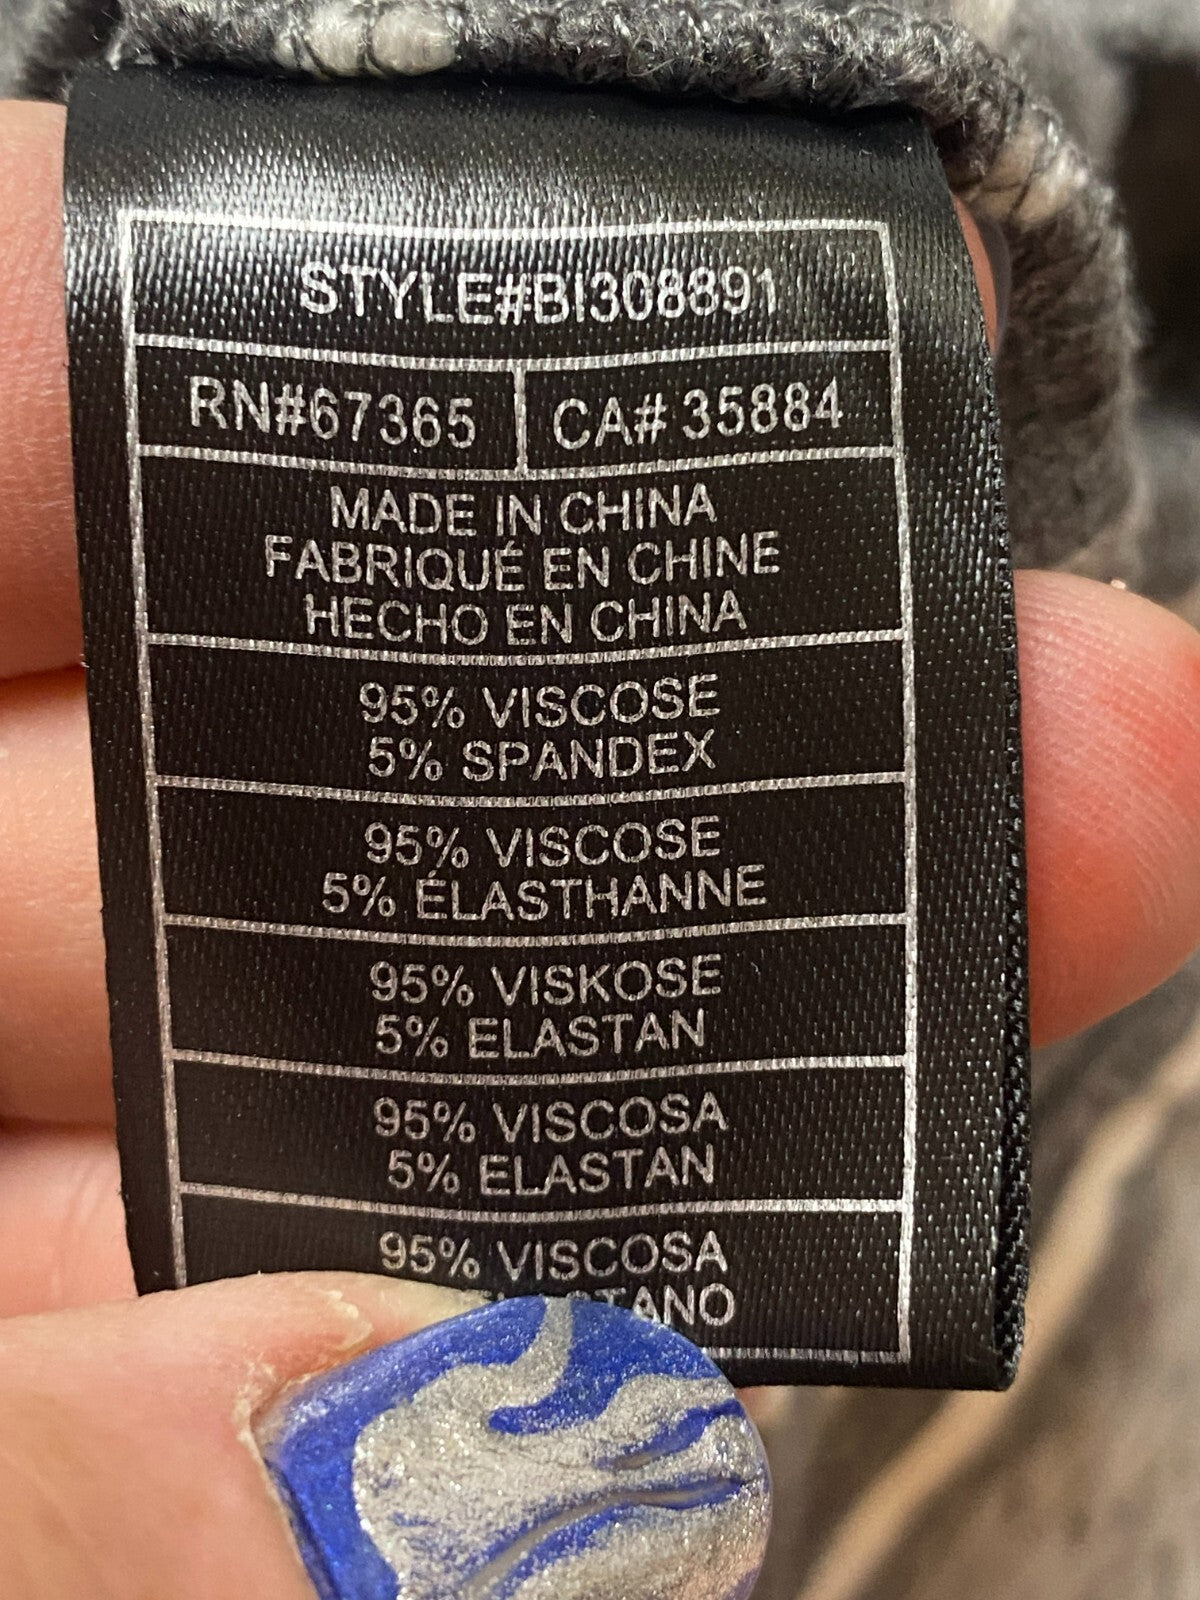 STYLE#BI308891
RN#67365
CA# 35884
MADE IN CHINA
FABRIQUÉ EN CHINE
HECHO EN CHINA
95% VISCOSE
5% SPANDEX
95% VISCOSE
5% ÉLASTHANNE
95% VISKOSE
5% ELASTAN
95% VISCOSA
5% ELASTAN
95% VISCOSA